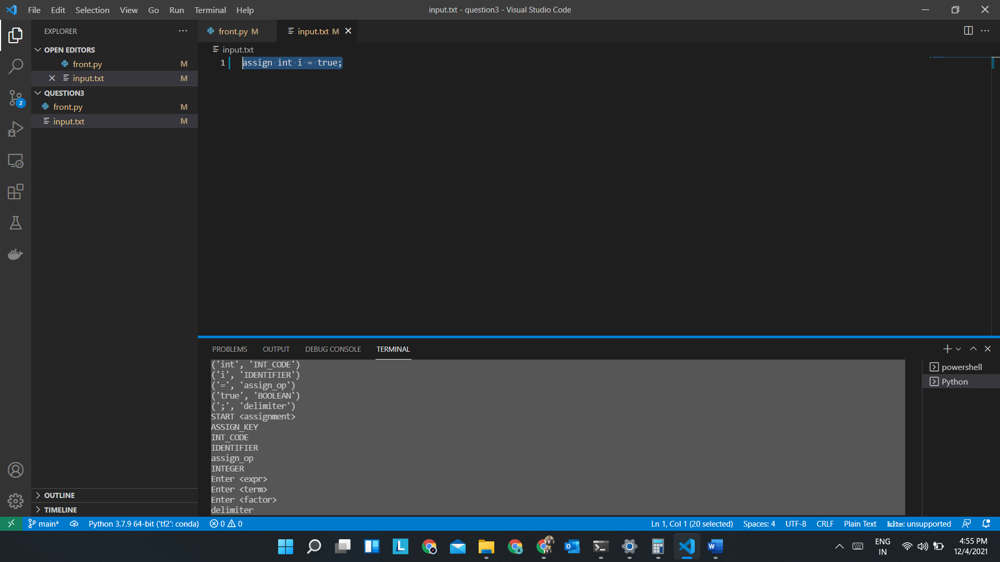 File Edit Selection View Go Run Terminal Help
input.txt - question3 - Visual Studio Code
EXPLORER
front.py M
input.txt M
OPEN EDITORS
front.py M
input.txt M
QUESTION3
front.py M
input.txt M
2
input.txt
1 assign int i = true;
PROBLEMS OUTPUT DEBUG CONSOLE TERMINAL
('int', 'INT_CODE')
('i', 'IDENTIFIER')
('=', 'assign_op')
('true', 'BOOLEAN')
(';', 'delimiter')
START <assignment>
ASSIGN_KEY
INT_CODE
IDENTIFIER
assign_op
INTEGER
Enter <expr>
Enter <term>
Enter <factor>
delimiter
powershell
Python
OUTLINE
TIMELINE
main* Python 3.7.9 64-bit ('tf2': conda) 0 0
Ln 1, Col 1 (20 selected) Spaces: 4 UTF-8 CRLF Plain Text kite: unsupported
L
W
ENG
IN
4:55 PM
12/4/2021